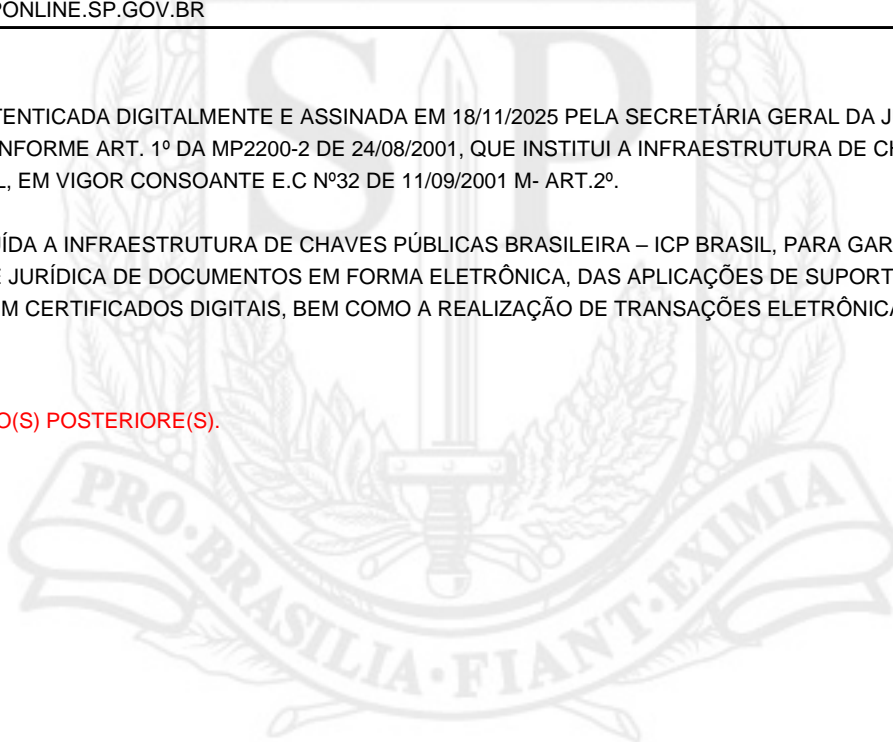 PONLINE.SP.GOV.BR
TENTICADA DIGITALMENTE E ASSINADA EM 18/11/2025 PELA SECRETÁRIA GERAL DA J
NFORME ART. 1º DA MP2200-2 DE 24/08/2001, QUE INSTITUI A INFRAESTRUTURA DE CH
L, EM VIGOR CONSOANTE E.C Nº32 DE 11/09/2001 M- ART.2º.
UÍDA A INFRAESTRUTURA DE CHAVES PÚBLICAS BRASILEIRA – ICP BRASIL, PARA GAR
E JURÍDICA DE DOCUMENTOS EM FORMA ELETRÔNICA, DAS APLICAÇÕES DE SUPORT
M CERTIFICADOS DIGITAIS, BEM COMO A REALIZAÇÃO DE TRANSAÇÕES ELETRÔNICA
O(S) POSTERIORE(S).
SP
PRO·BRASILIA·FIANT·EXIMIA